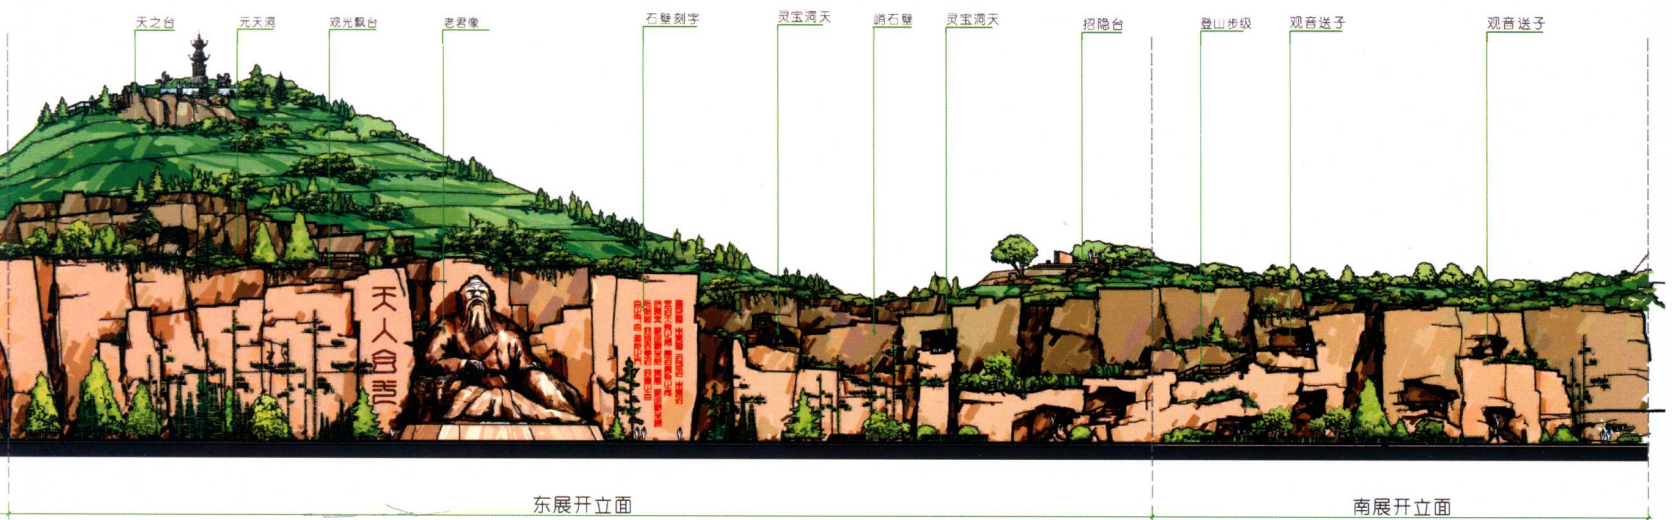 天之台
元天洞
观光飘台
老君像
石壁刻字
灵宝洞天
峭石壁
灵宝洞天
招隐台
登山步级
观音送子
观音送子
天人合一
东展开立面
南展开立面